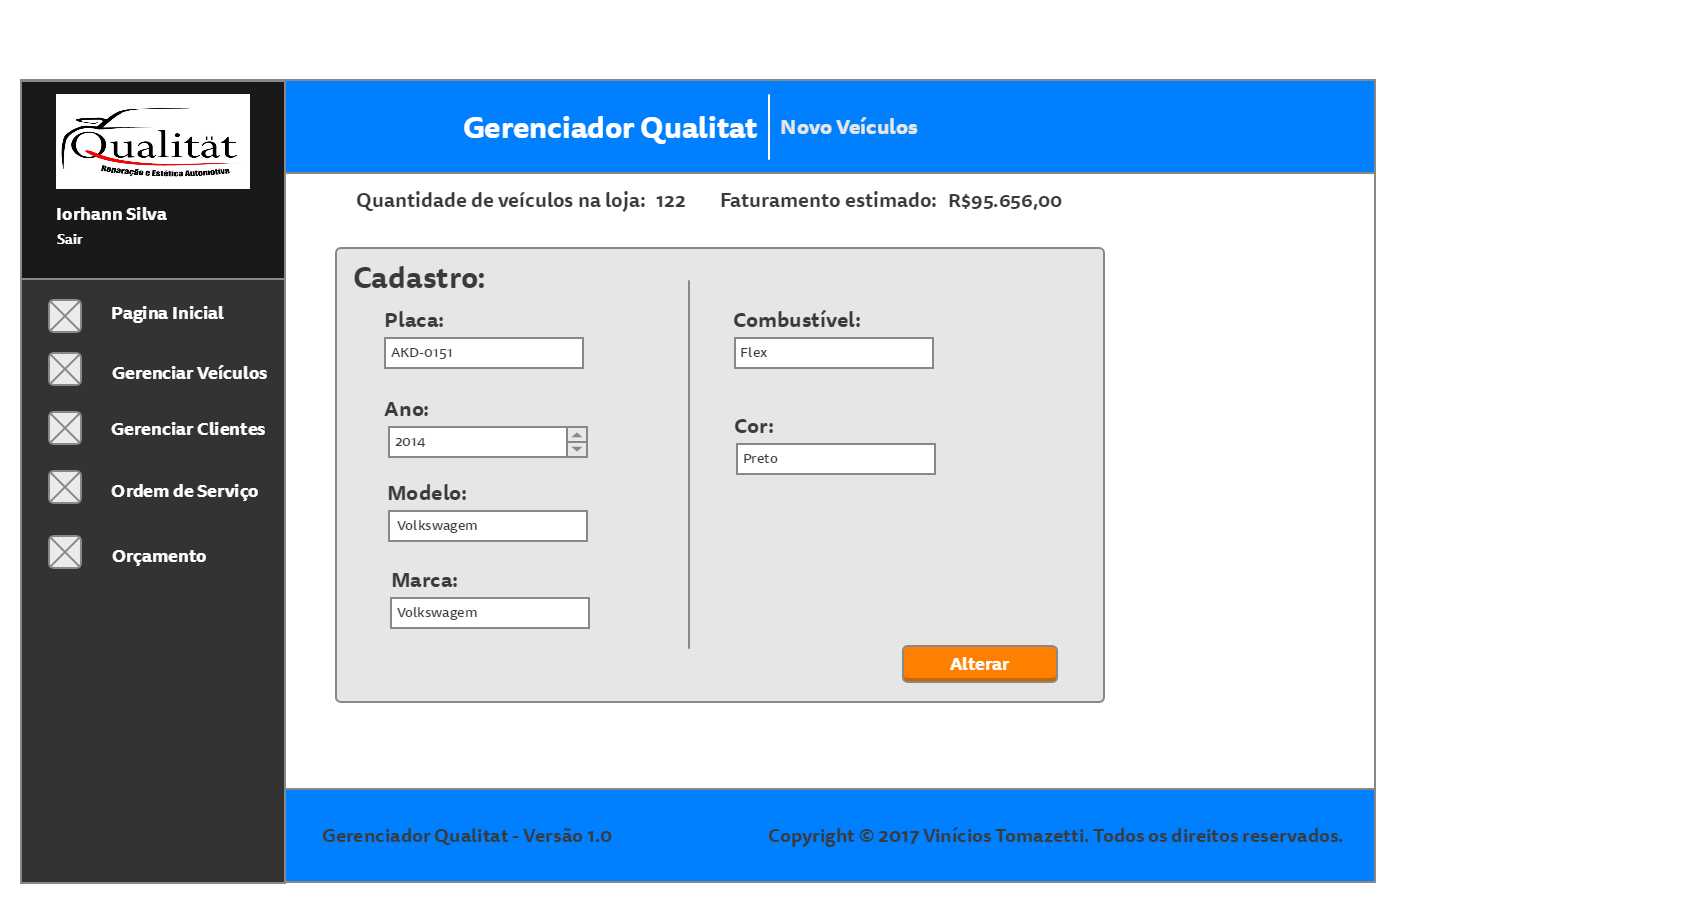 Qualität
Reparação e Estética Automotiva
Iorhann Silva
Sair
Pagina Inicial
Gerenciar Veículos
Gerenciar Clientes
Ordem de Serviço
Orçamento
Gerenciador Qualitat
Novo Veículos
Quantidade de veículos na loja: 122
Faturamento estimado: R$95.656,00
Cadastro:
Placa:
AKD-0151
Ano:
2014
Modelo:
Volkswagem
Marca:
Volkswagem
Combustível:
Flex
Cor:
Preto
Alterar
Gerenciador Qualitat - Versão 1.0
Copyright © 2017 Vinícios Tomazetti. Todos os direitos reservados.